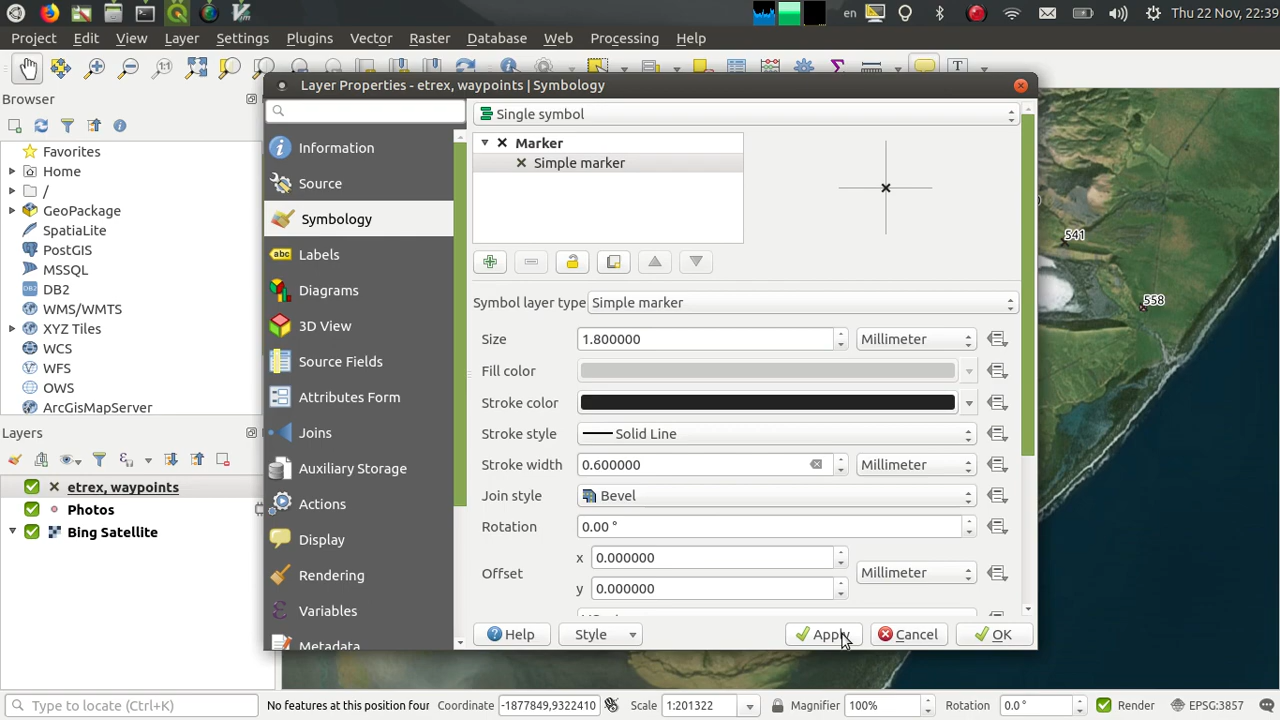 en
Thu 22 Nov, 22:39
Project Edit View Layer Settings Plugins Vector Raster Database Web Processing Help
Layer Properties - etrex, waypoints | Symbology
Browser
Favorites
Home
/
GeoPackage
SpatiaLite
PostGIS
MSSQL
DB2
WMS/WMTS
XYZ Tiles
WCS
WFS
OWS
ArcGisMapServer
Layers
etrex, waypoints
Photos
Bing Satellite
Information
Source
Symbology
abc Labels
Diagrams
3D View
Source Fields
Attributes Form
Joins
Auxiliary Storage
Actions
Display
Rendering
Variables
Metadata
Single symbol
Marker
Simple marker
Symbol layer type Simple marker
Size 1.800000 Millimeter
Fill color
Stroke color
Stroke style Solid Line
Stroke width 0.600000 Millimeter
Join style Bevel
Rotation 0.00 °
Offset x 0.000000 Millimeter
y 0.000000
Help Style Apply Cancel OK
541
558
Type to locate (Ctrl+K) No features at this position four Coordinate -1877849,9322410 Scale 1:201322 Magnifier 100% Rotation 0.0 ° Render EPSG:3857